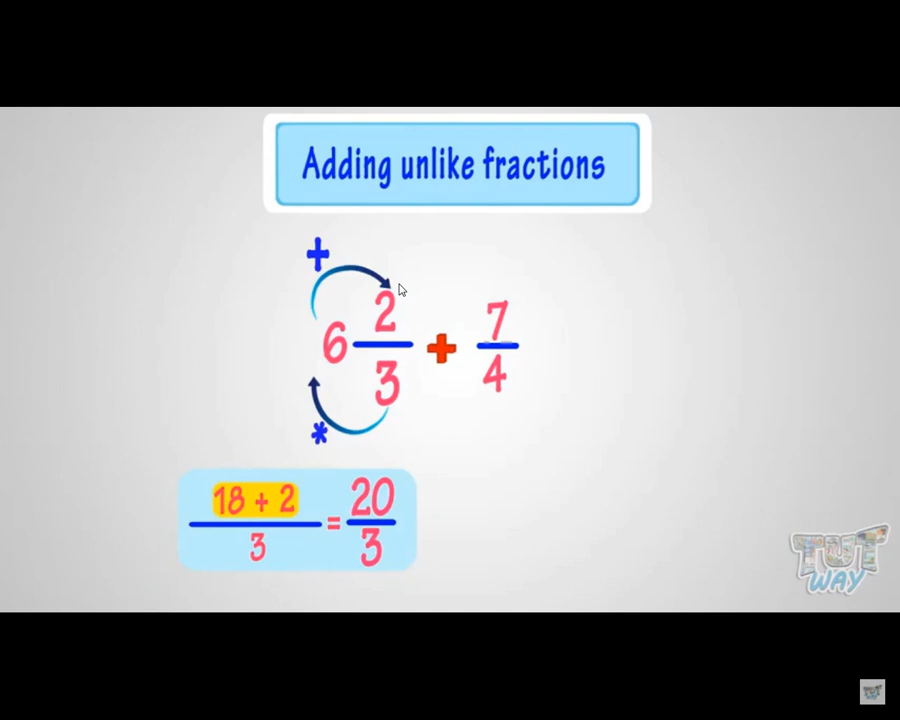 Adding unlike fractions
+
6 2/3 + 7/4
*
18 + 2 / 3 = 20/3
TUT
WAY